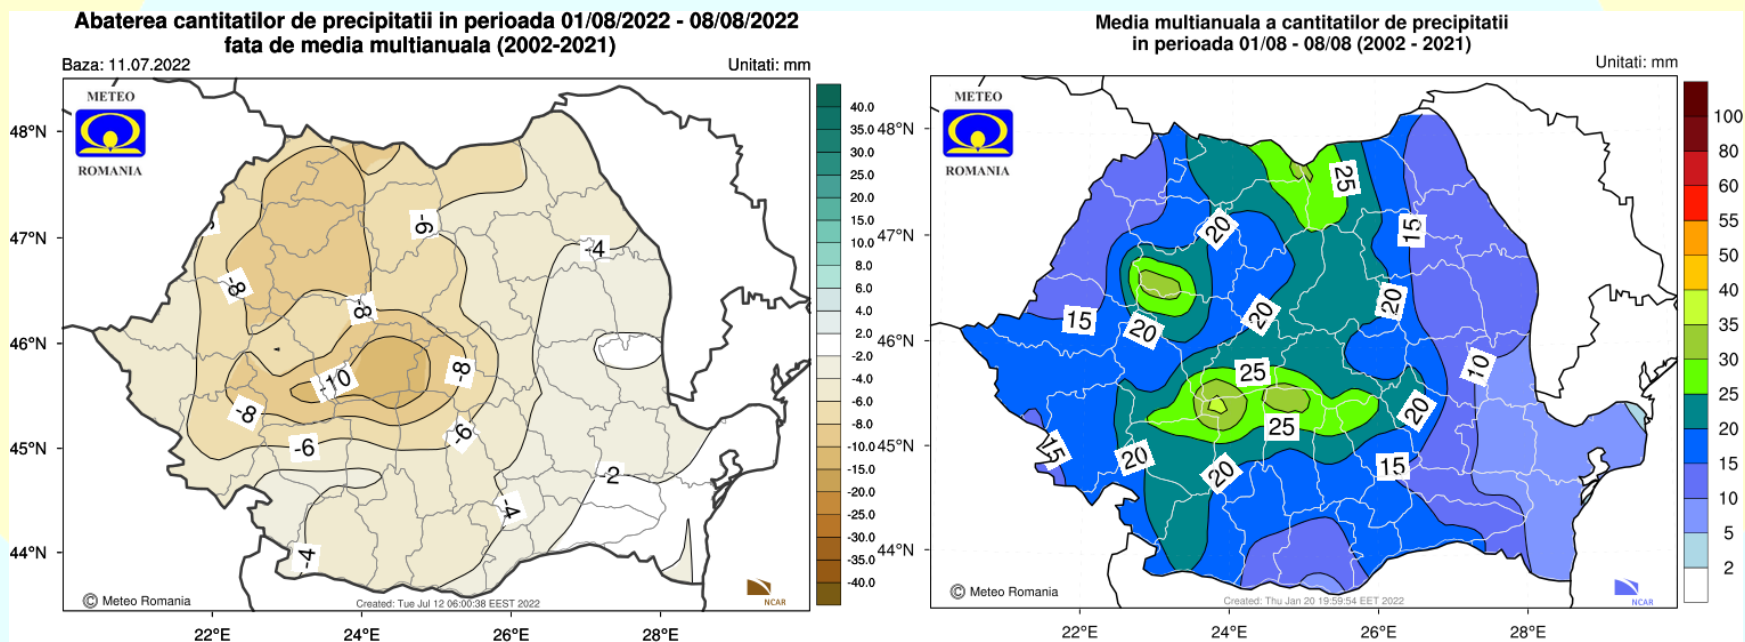 Abaterea cantitatilor de precipitatii in perioada 01/08/2022 - 08/08/2022
fata de media multianuala (2002-2021)
Baza: 11.07.2022
Unitati: mm
METEO
ROMANIA
48°N
47°N
46°N
45°N
44°N
22°E
24°E
26°E
28°E
-6
-4
-8
-8
-8
-10
-8
-6
-6
-2
-4
-4
40.0
35.0
30.0
25.0
20.0
15.0
10.0
8.0
6.0
4.0
2.0
-2.0
-4.0
-6.0
-8.0
-10.0
-15.0
-20.0
-25.0
-30.0
-35.0
-40.0
© Meteo Romania
Created: Tue Jul 12 06:00:38 EEST 2022
NCAR
Media multianuala a cantitatilor de precipitatii
in perioada 01/08 - 08/08 (2002 - 2021)
Unitati: mm
METEO
ROMANIA
48°N
47°N
46°N
45°N
44°N
22°E
24°E
26°E
28°E
25
20
15
20
15
20
20
10
25
20
25
15
20
20
15
100
80
60
55
50
45
40
35
30
25
20
15
10
5
2
© Meteo Romania
Created: Thu Jan 20 19:59:54 EET 2022
NCAR